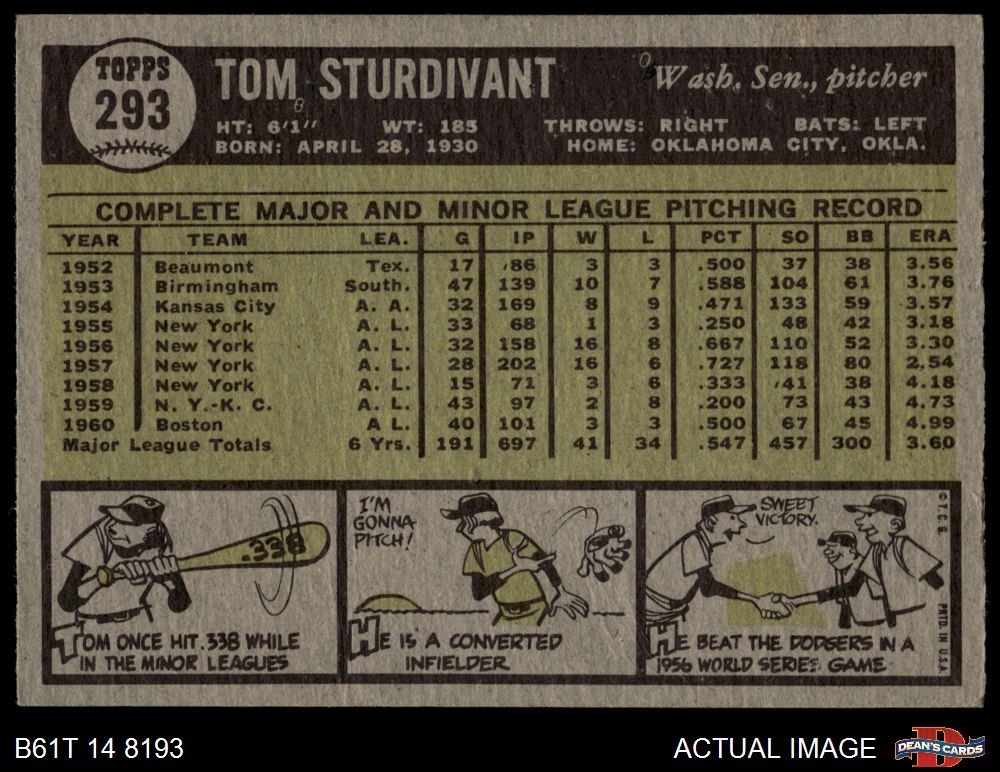 TOPPS
293
TOM STURDIVANT
Wash. Sen., pitcher
HT: 6'1" WT: 185 THROWS: RIGHT BATS: LEFT
BORN: APRIL 28, 1930 HOME: OKLAHOMA CITY, OKLA.
COMPLETE MAJOR AND MINOR LEAGUE PITCHING RECORD
YEAR TEAM LEA. G IP W L PCT SO BB ERA
1952 Beaumont Tex. 17 86 3 3 .500 37 38 3.56
1953 Birmingham South. 47 139 10 7 .588 104 61 3.76
1954 Kansas City A. A. 32 169 8 9 .471 133 59 3.57
1955 New York A. L. 33 68 1 3 .250 48 42 3.18
1956 New York A. L. 32 158 16 8 .667 110 52 3.30
1957 New York A. L. 28 202 16 6 .727 118 80 2.54
1958 New York A. L. 15 71 3 6 .333 41 38 4.18
1959 N. Y.-K. C. A. L. 43 97 2 8 .200 73 43 4.73
1960 Boston A L. 40 101 3 3 .500 67 45 4.99
Major League Totals 6 Yrs. 191 697 41 34 .547 457 300 3.60
.338
TOM ONCE HIT .338 WHILE
IN THE MINOR LEAGUES
I'M
GONNA
PITCH!
HE IS A CONVERTED
INFIELDER
SWEET
VICTORY.
HE BEAT THE DODGERS IN A
1956 WORLD SERIES GAME
© T. C. G. PRTD. IN U.S.A.
B61T 14 8193
ACTUAL IMAGE
DEAN'S CARDS